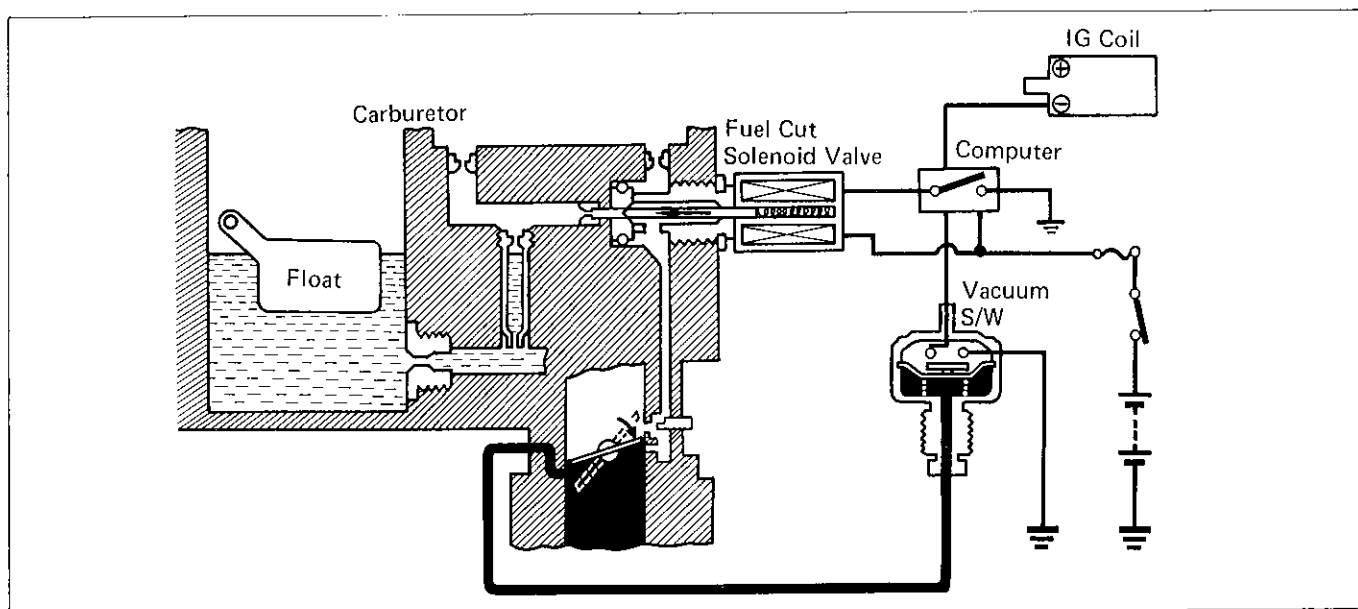 IG Coil
⊕
⊖
Carburetor
Fuel Cut
Solenoid Valve
Computer
Float
Vacuum
S/W